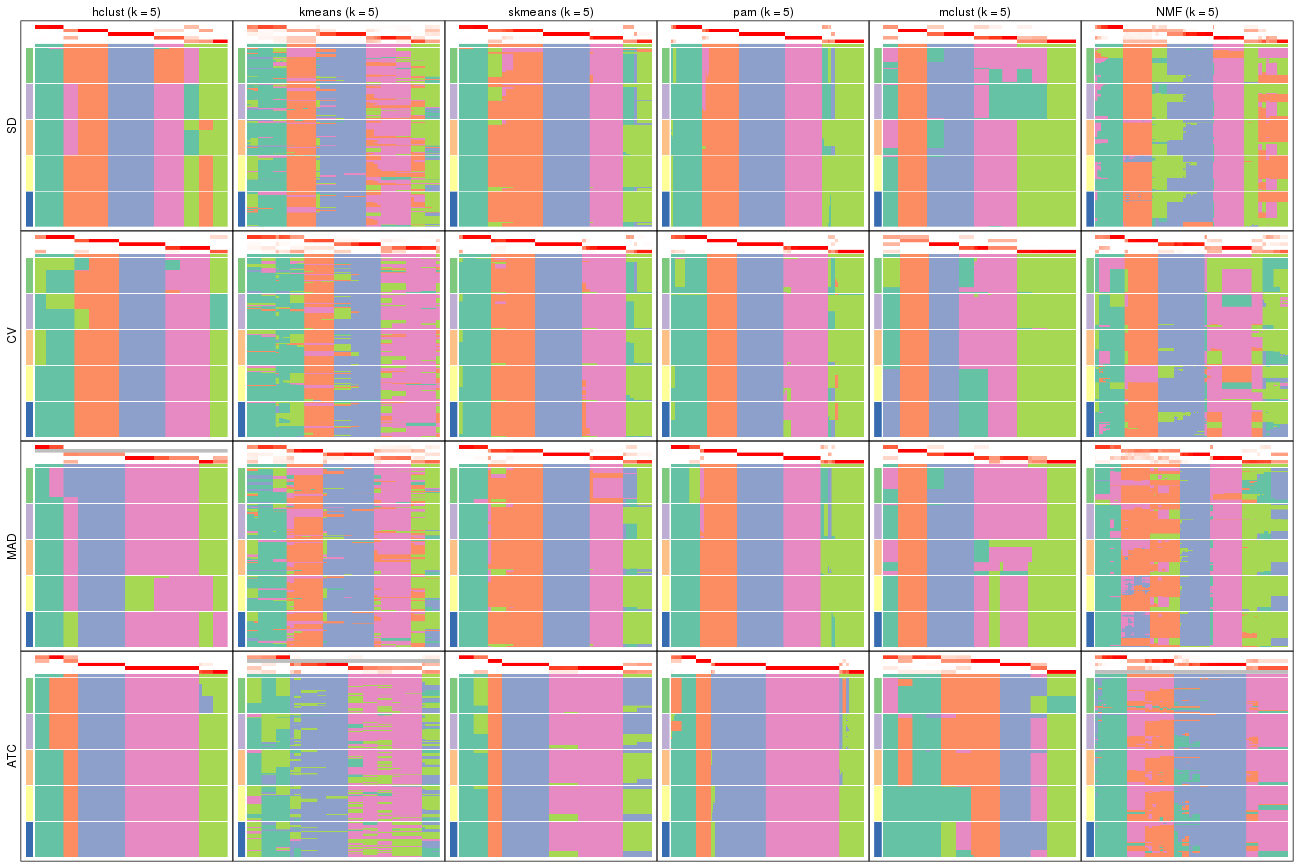 hclust (k = 5)
kmeans (k = 5)
skmeans (k = 5)
pam (k = 5)
mclust (k = 5)
NMF (k = 5)
SD
CV
MAD
ATC